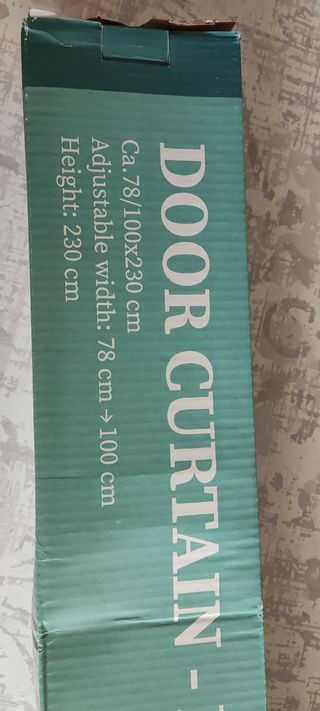 DOOR CURTAIN -
Ca.78/100x230 cm
Adjustable width: 78 cm → 100 cm
Height: 230 cm